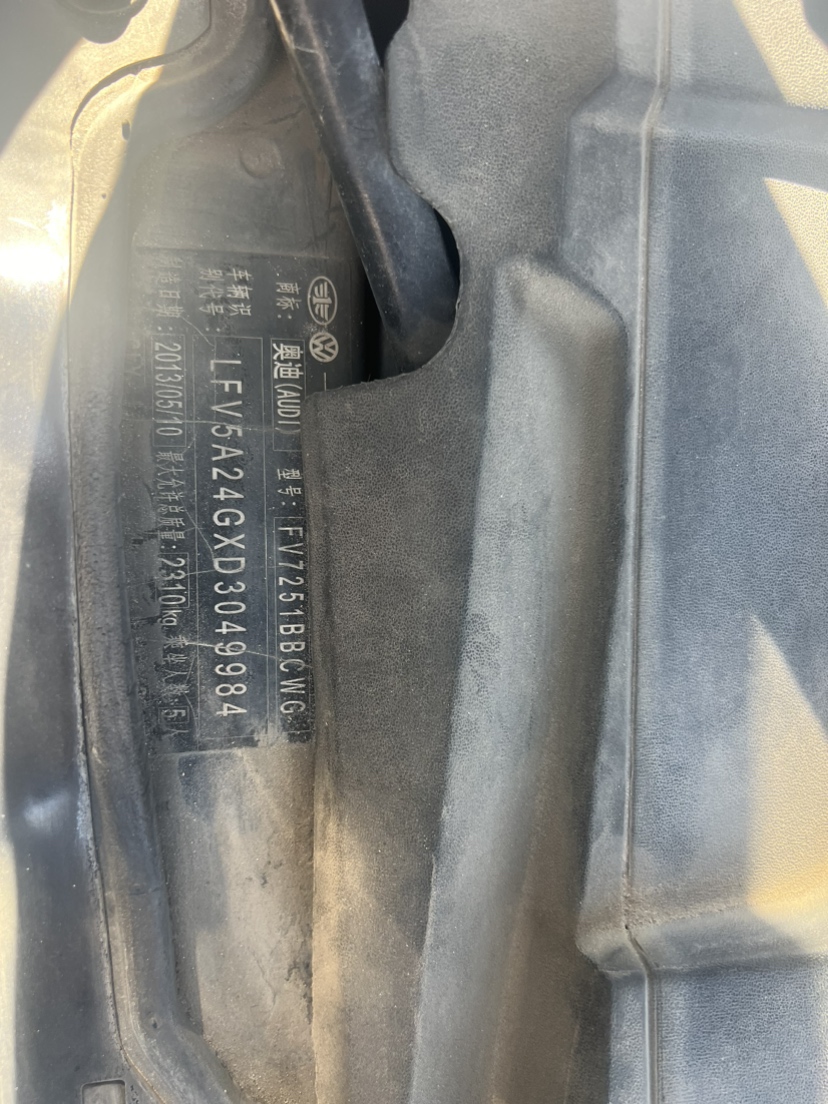 一
商标：奥迪(AUDI) 型号：FV7251BBCWG
车辆识别代号：LFV5A24GXD3049984
制造日期：2013/05/10 最大允许总质量：2310kg 乘坐人数：5人